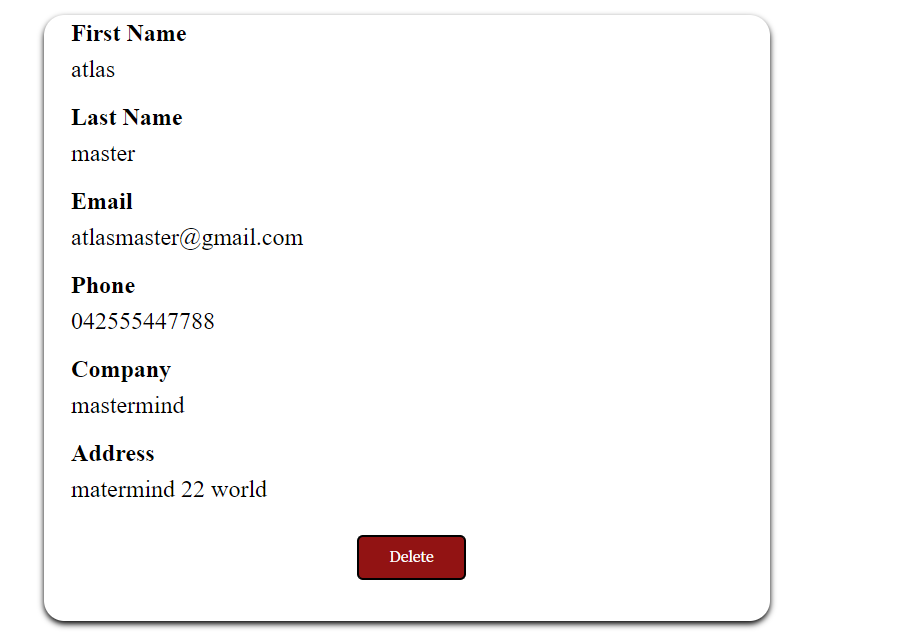 First Name
atlas
Last Name
master
Email
atlasmaster@gmail.com
Phone
042555447788
Company
mastermind
Address
matermind 22 world
Delete